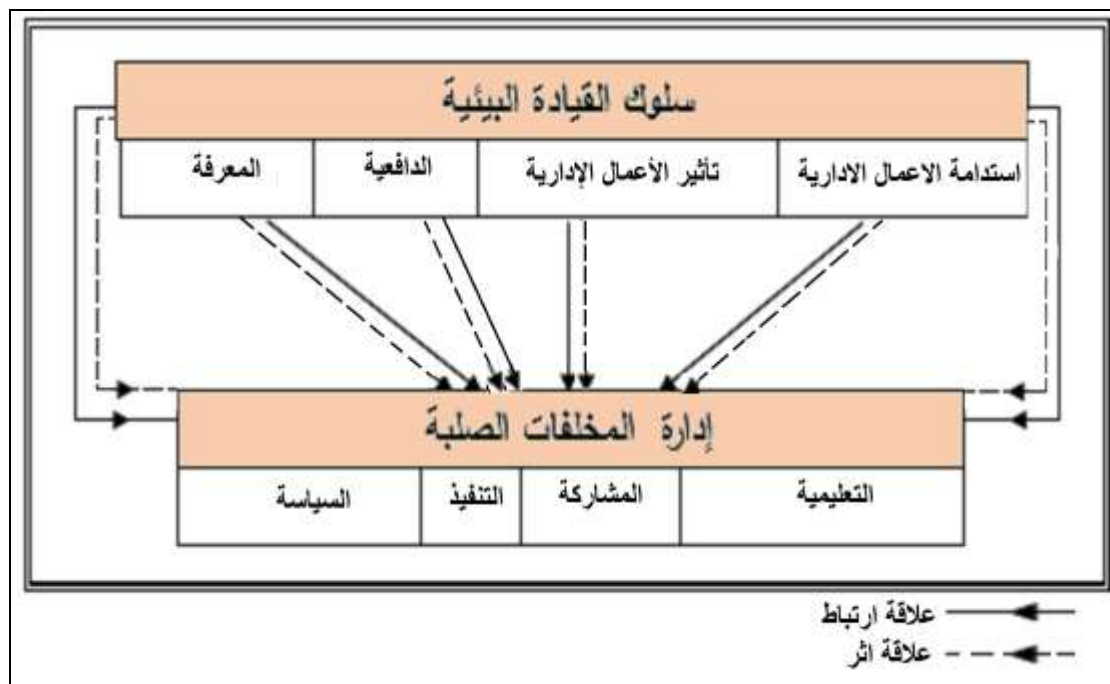 سلوك القيادة البيئية
استدامة الاعمال الادارية
تأثير الأعمال الإدارية
الدافعية
المعرفة
إدارة المخلفات الصلبة
التعليمية
المشاركة
التنفيذ
السياسة
علاقة ارتباط
علاقة اثر